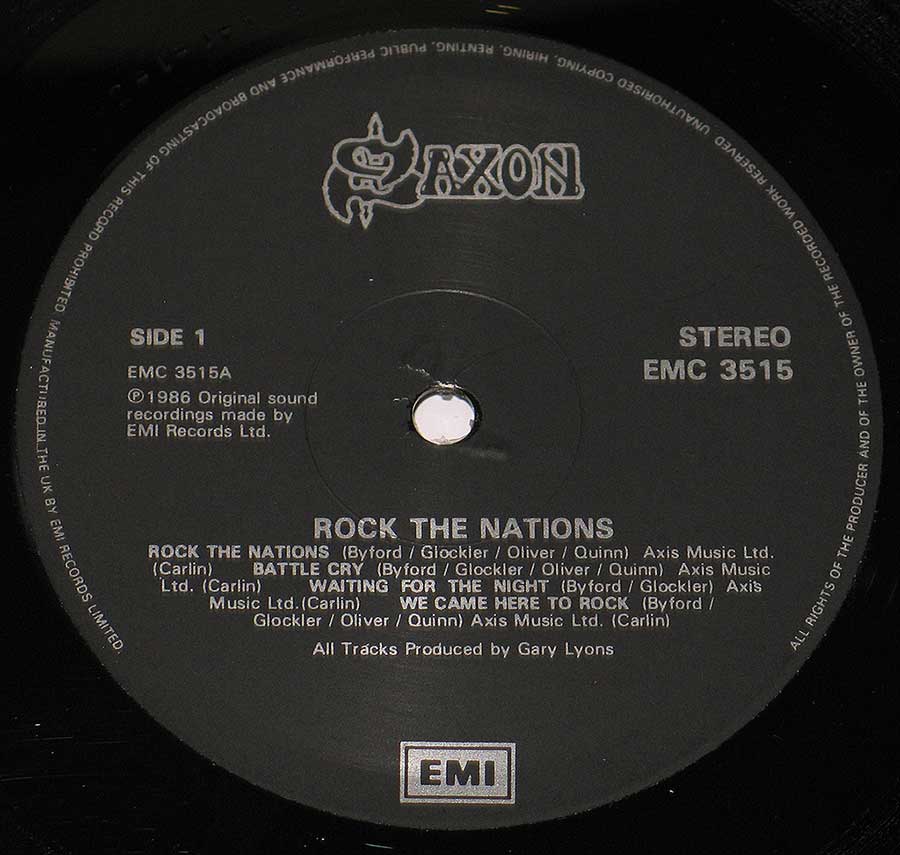 SAXON
SIDE 1
EMC 3515A
℗1986 Original sound
recordings made by
EMI Records Ltd.
STEREO
EMC 3515
ROCK THE NATIONS
ROCK THE NATIONS (Byford / Glockler / Oliver / Quinn) Axis Music Ltd.
(Carlin) BATTLE CRY (Byford / Glockler / Oliver / Quinn) Axis Music
Ltd. (Carlin) WAITING FOR THE NIGHT (Byford / Glockler) Axis
Music Ltd.(Carlin) WE CAME HERE TO ROCK (Byford /
Glockler / Oliver / Quinn) Axis Music Ltd. (Carlin)
All Tracks Produced by Gary Lyons
EMI
ALL RIGHTS OF THE PRODUCER AND OF THE OWNER OF THE RECORDED WORK RESERVED. UNAUTHORISED COPYING, HIRING, RENTING, PUBLIC PERFORMANCE AND BROADCASTING OF THIS RECORD PROHIBITED. MANUFACTURED IN THE UK BY EMI RECORDS LIMITED.